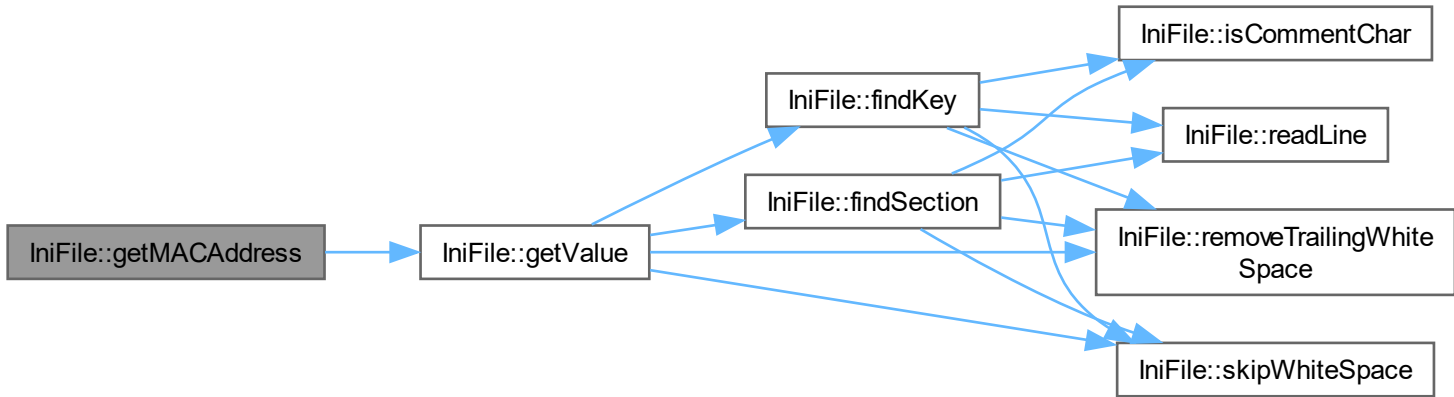 IniFile::getMACAddress
IniFile::getValue
IniFile::findKey
IniFile::findSection
IniFile::isCommentChar
IniFile::readLine
IniFile::removeTrailingWhite
Space
IniFile::skipWhiteSpace